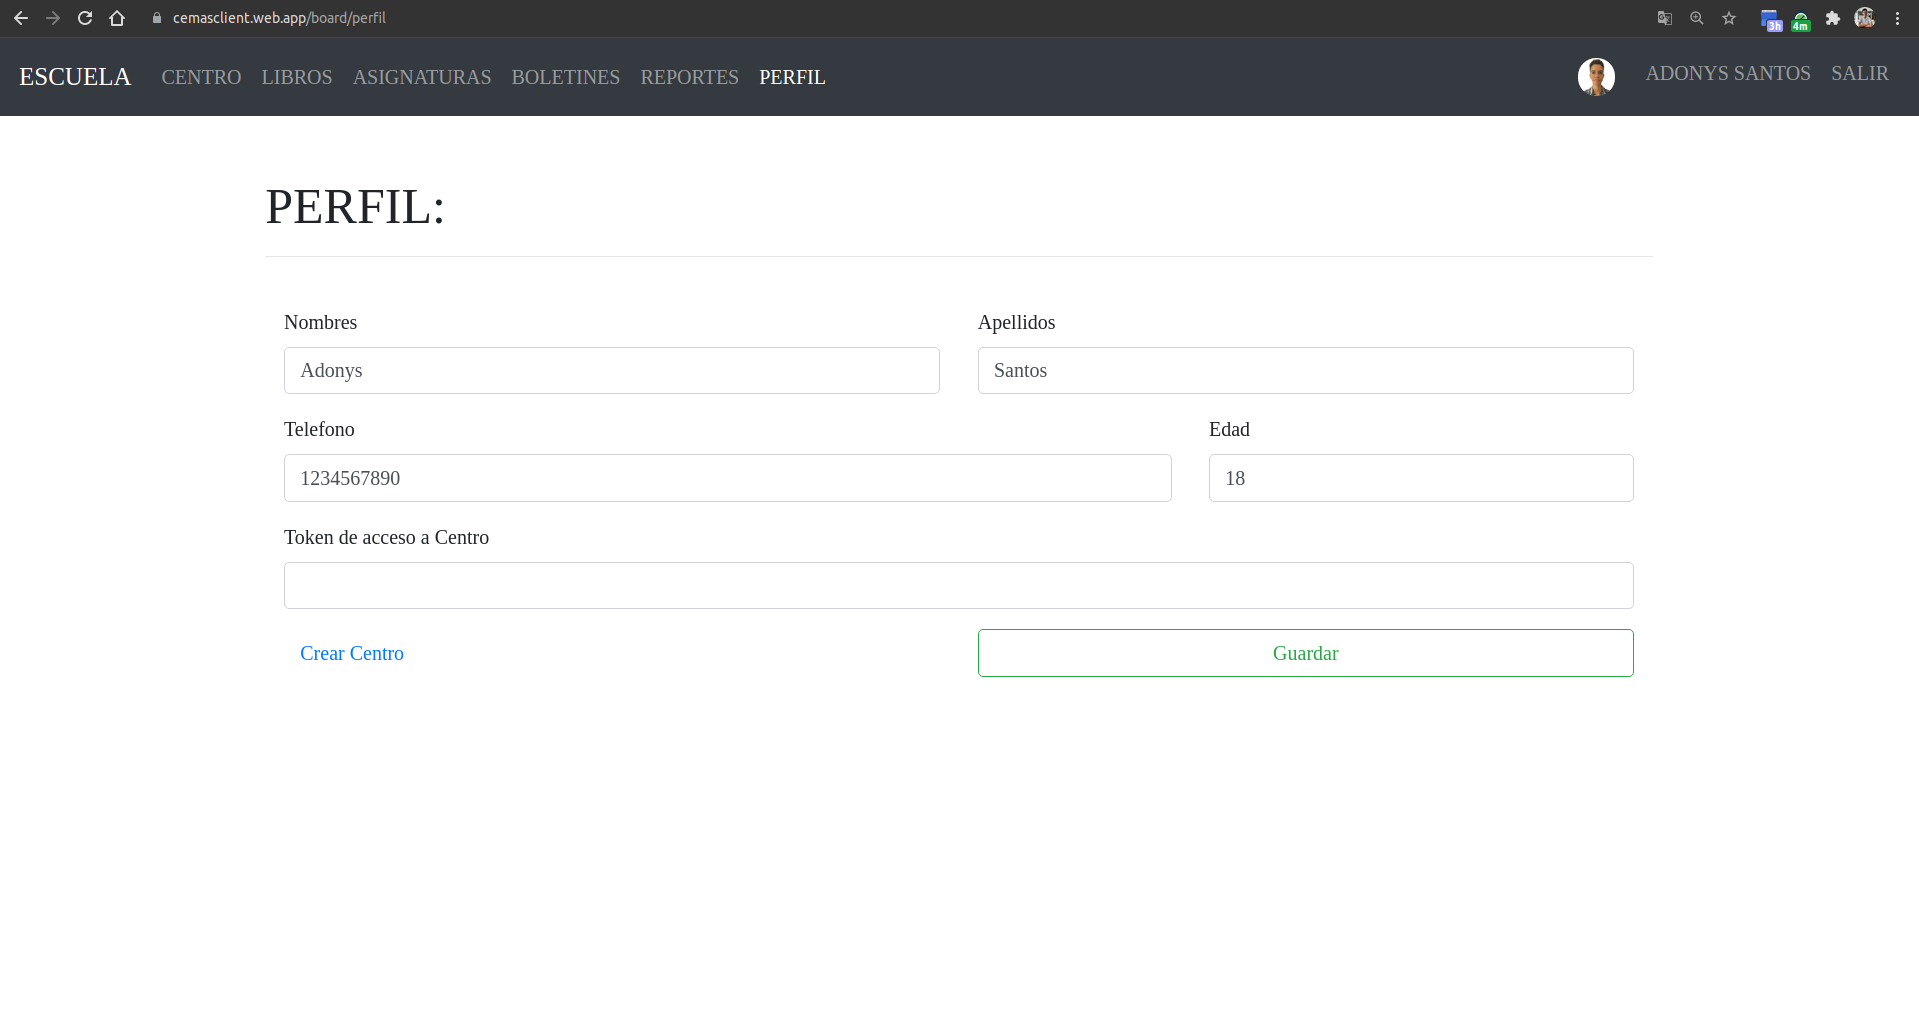 cemasclient.web.app/board/perfil
3h 4m
ESCUELA CENTRO LIBROS ASIGNATURAS BOLETINES REPORTES PERFIL ADONYS SANTOS SALIR
PERFIL:
Nombres Apellidos
Adonys Santos
Telefono Edad
1234567890 18
Token de acceso a Centro
Crear Centro Guardar